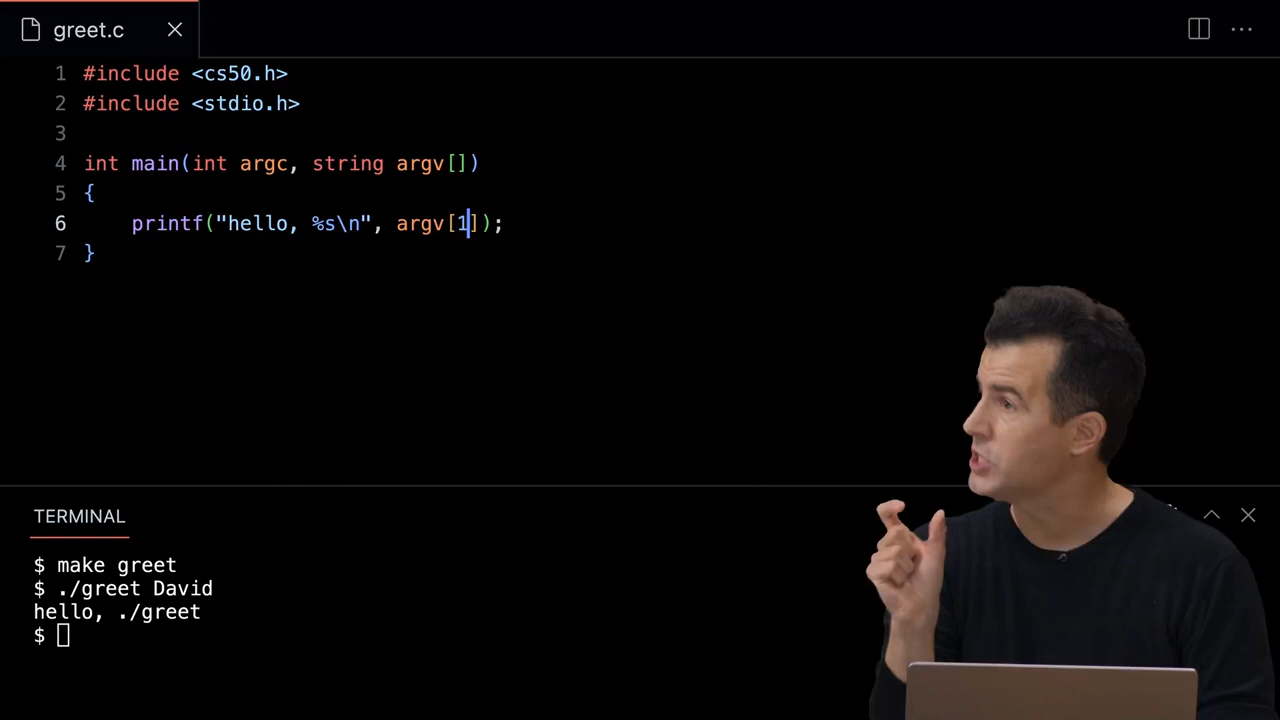 greet.c
1 #include <cs50.h>
2 #include <stdio.h>
3
4 int main(int argc, string argv[])
5 {
6     printf("hello, %s\n", argv[1]);
7 }
TERMINAL
$ make greet
$ ./greet David
hello, ./greet
$